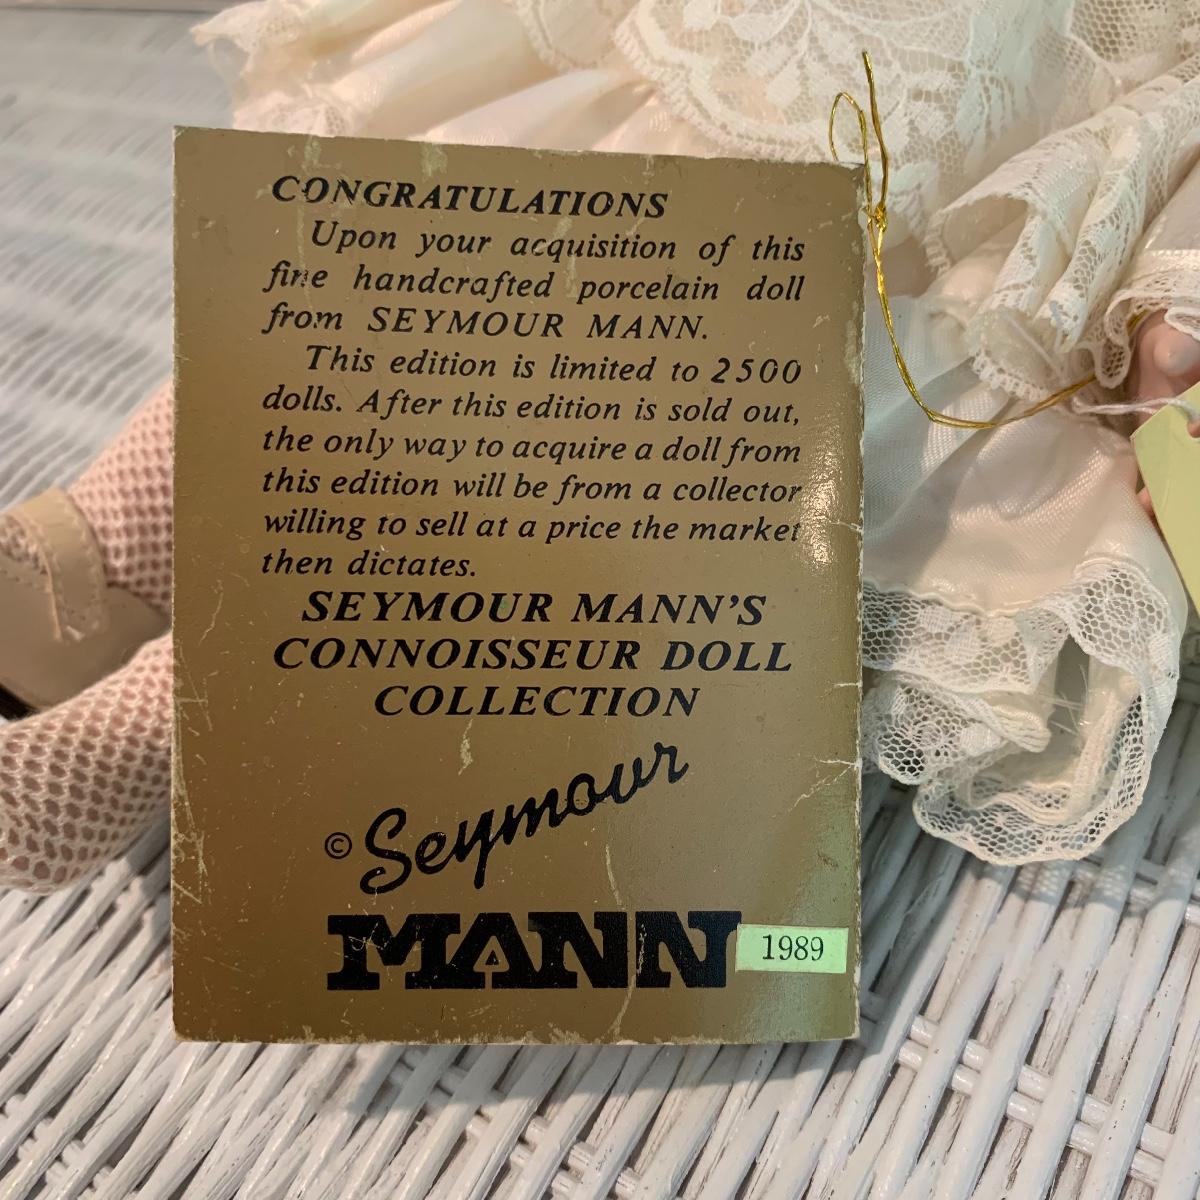 CONGRATULATIONS
Upon your acquisition of this
fine handcrafted porcelain doll
from SEYMOUR MANN.
This edition is limited to 2500
dolls. After this edition is sold out,
the only way to acquire a doll from
this edition will be from a collector
willing to sell at a price the market
then dictates.
SEYMOUR MANN'S
CONNOISSEUR DOLL
COLLECTION
© Seymour
MANN 1989